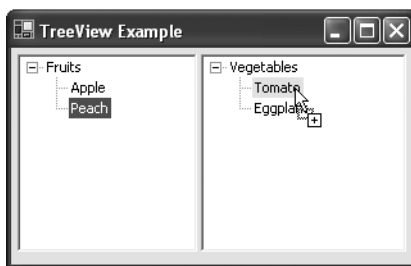 TreeView Example
Fruits
Apple
Peach
Vegetables
Tomato
Eggplant